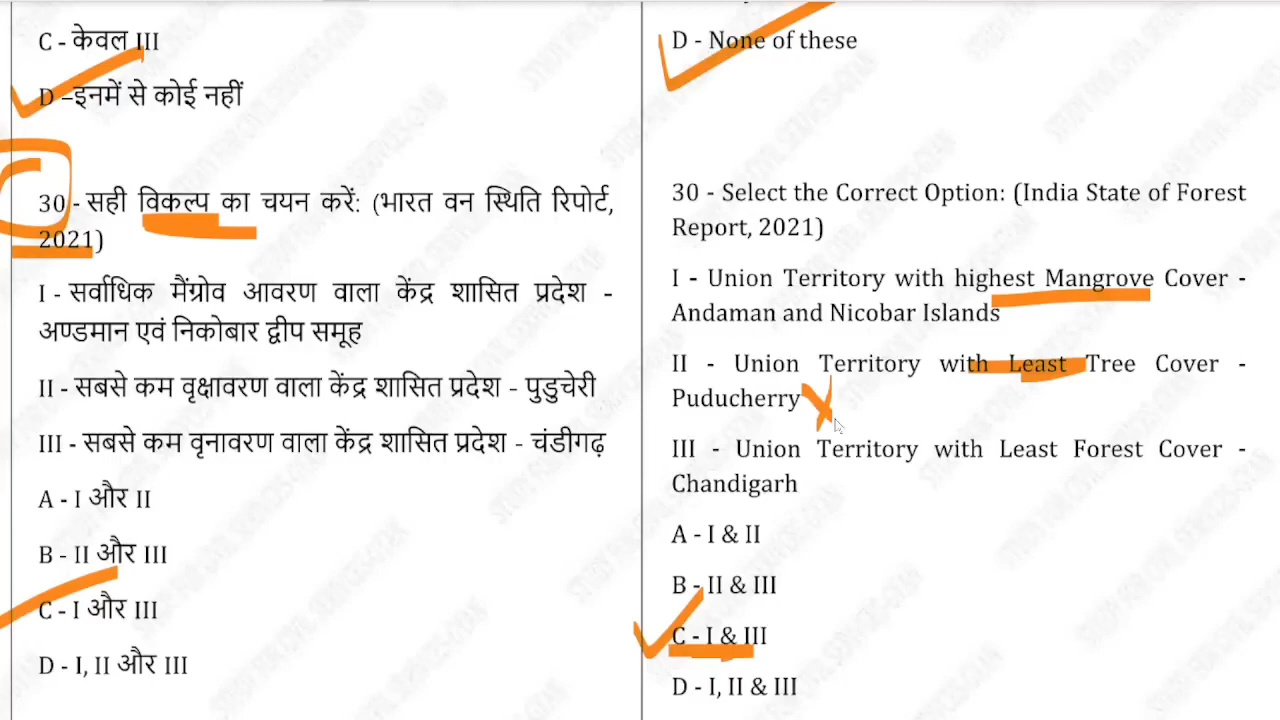 C - केवल III
D –इनमें से कोई नहीं
30 - सही विकल्प का चयन करें: (भारत वन स्थिति रिपोर्ट,
2021)
I - सर्वाधिक मैंग्रोव आवरण वाला केंद्र शासित प्रदेश -
अण्डमान एवं निकोबार द्वीप समूह
II - सबसे कम वृक्षावरण वाला केंद्र शासित प्रदेश - पुडुचेरी
III - सबसे कम वृनावरण वाला केंद्र शासित प्रदेश - चंडीगढ़
A - I और II
B - II और III
C - I और III
D - I, II और III
D - None of these
30 - Select the Correct Option: (India State of Forest
Report, 2021)
I - Union Territory with highest Mangrove Cover -
Andaman and Nicobar Islands
II - Union Territory with Least Tree Cover -
Puducherry
III - Union Territory with Least Forest Cover -
Chandigarh
A - I & II
B - II & III
C - I & III
D - I, II & III